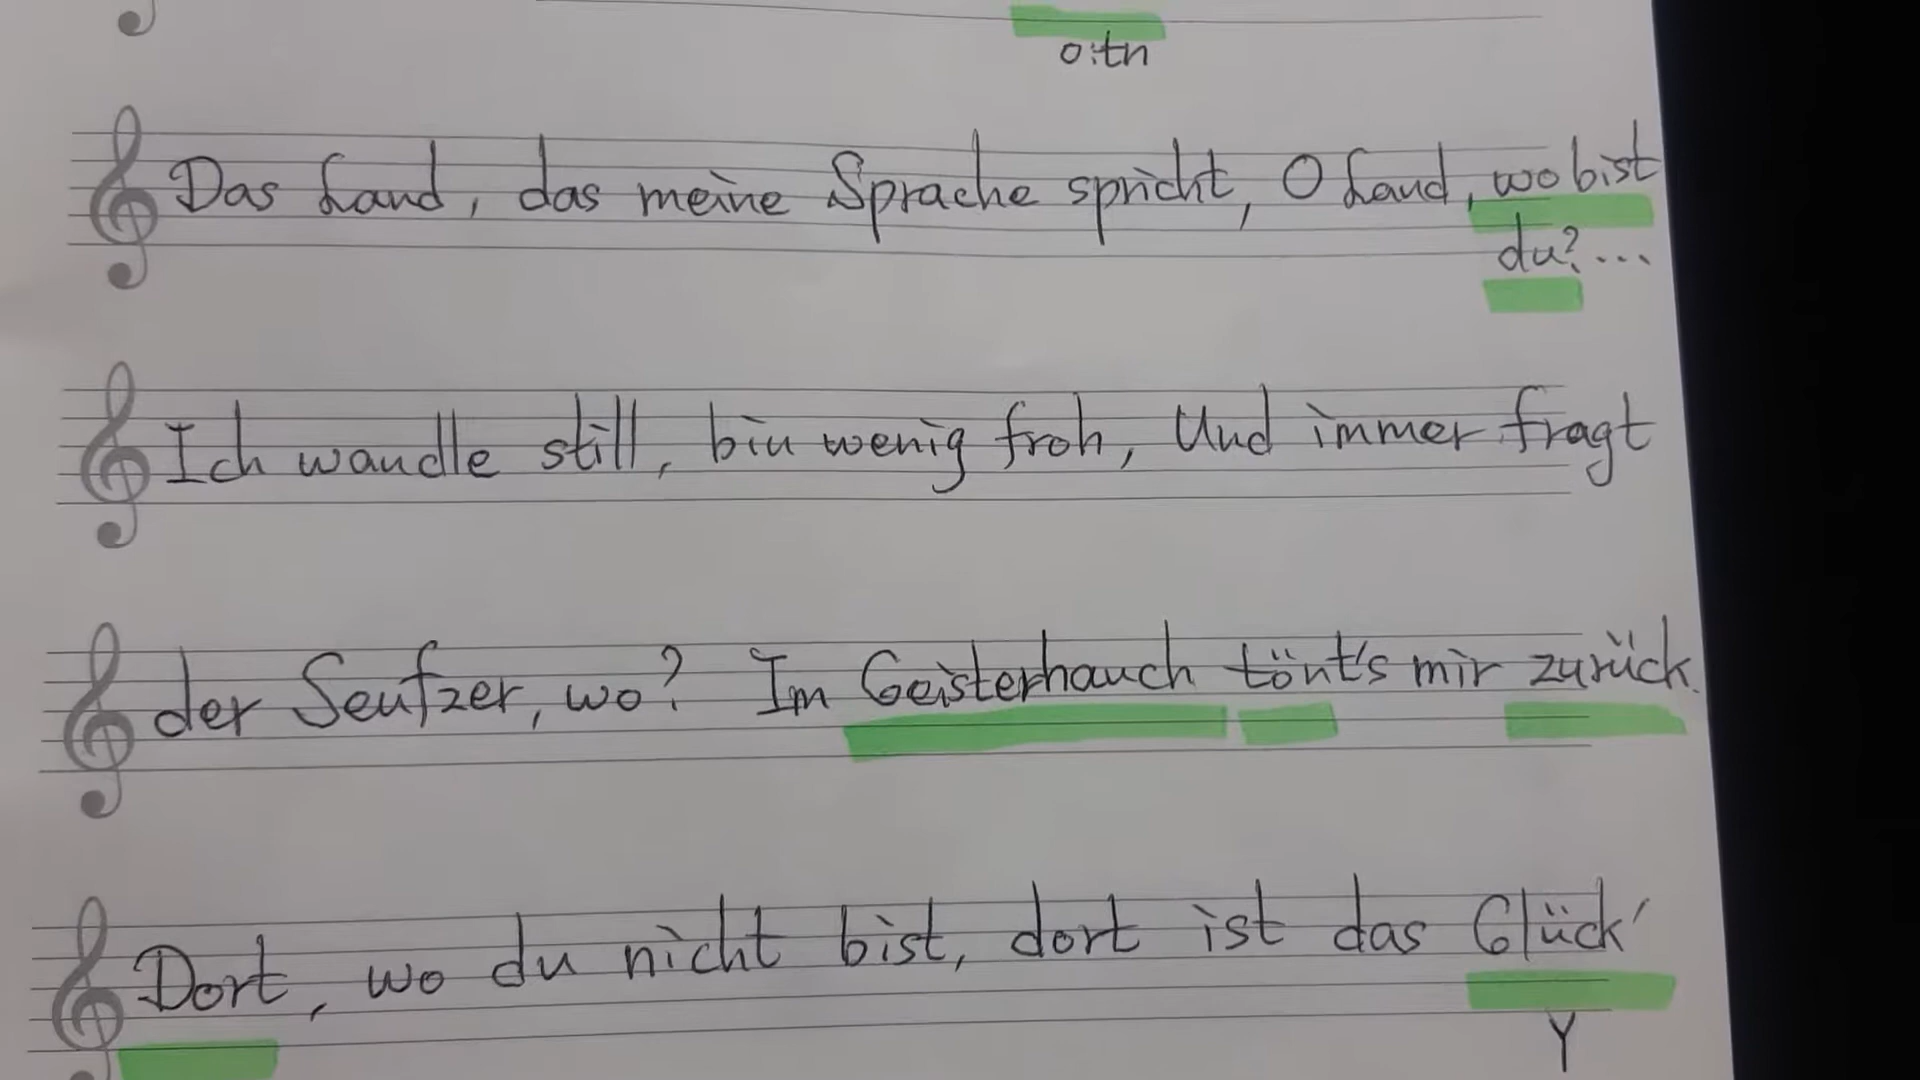 o:tn
Das Land, das meine Sprache spricht, O Land, wo bist
du?...
Ich wandle still, bin wenig froh, Und immer fragt
der Seufzer, wo? Im Geisterhauch tönt's mir zurück.
Dort, wo du nicht bist, dort ist das Glück'
Y